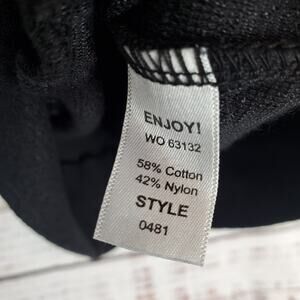 ENJOY!
WO 63132
58% Cotton
42% Nylon
STYLE
0481